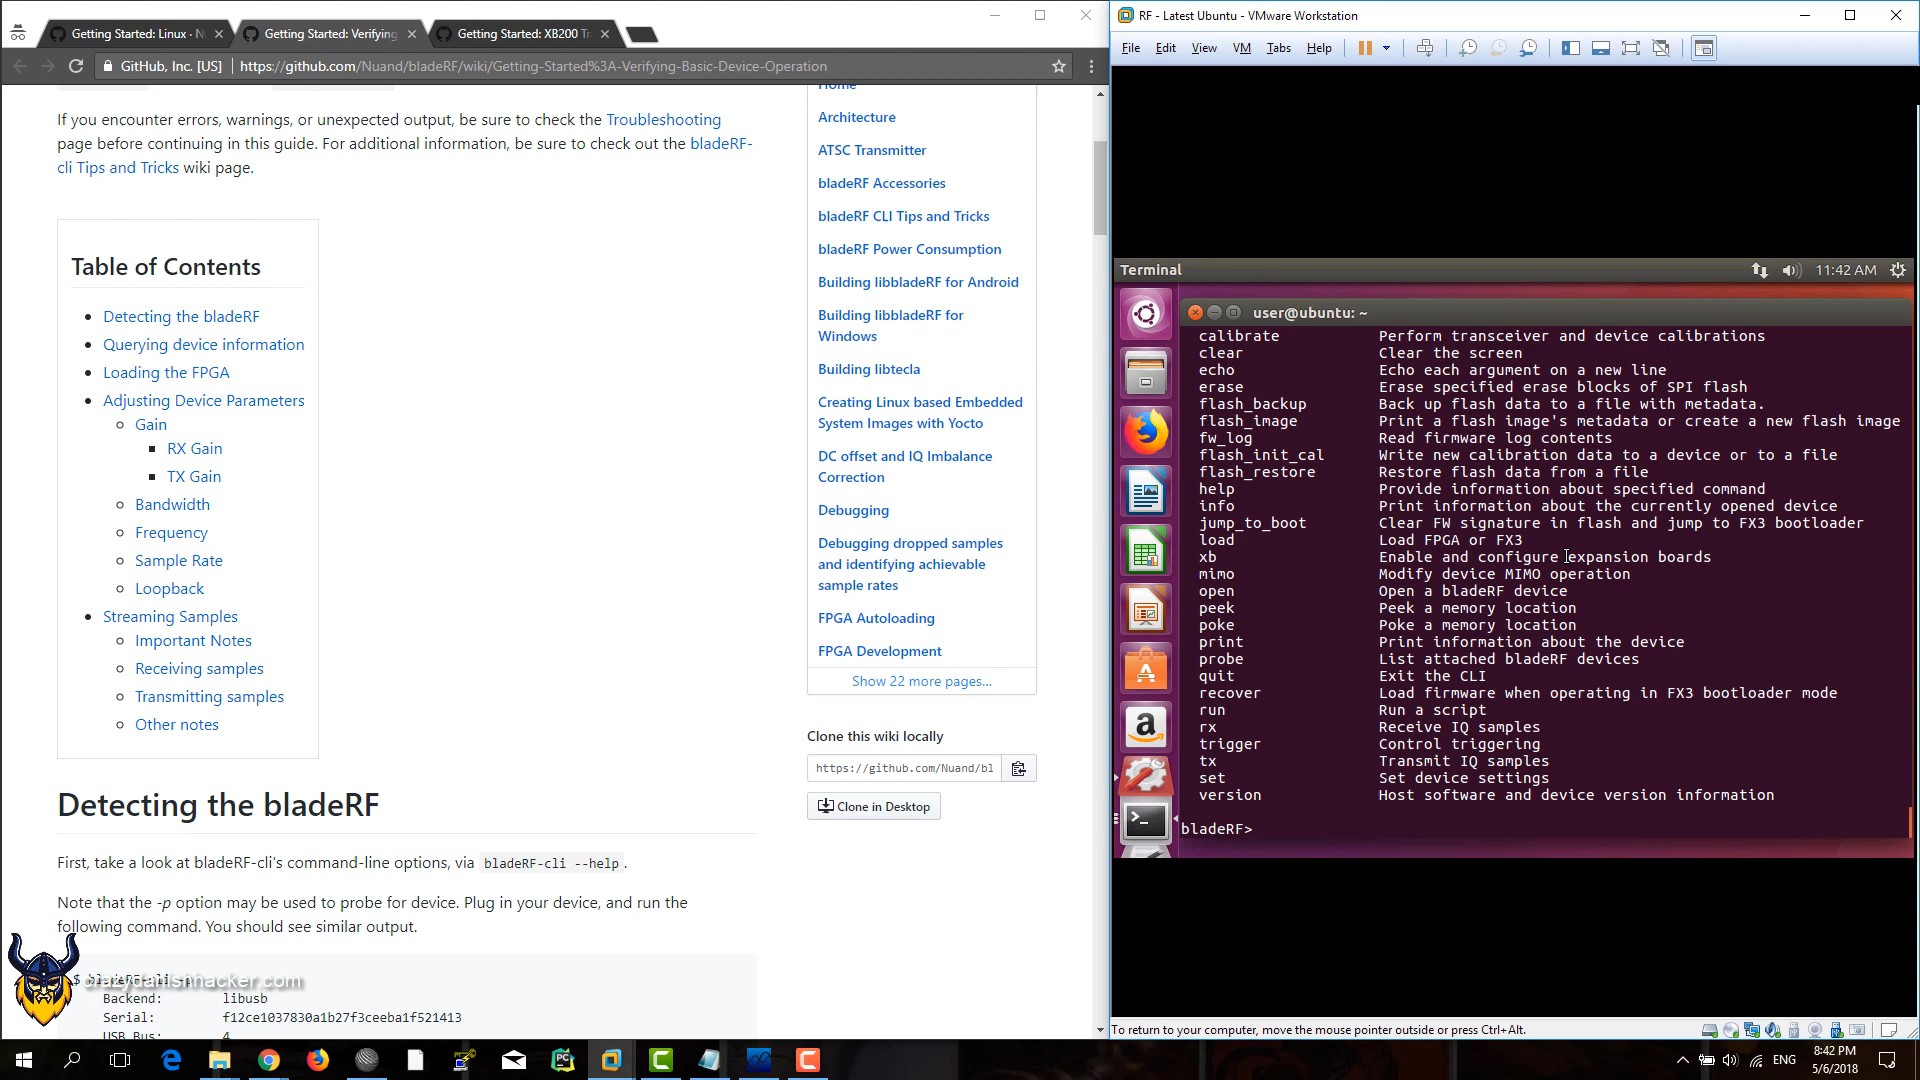 Getting Started: Linux · N
Getting Started: Verifying
Getting Started: XB200 Tr
GitHub, Inc. [US]
https://github.com/Nuand/bladeRF/wiki/Getting-Started%3A-Verifying-Basic-Device-Operation
If you encounter errors, warnings, or unexpected output, be sure to check the Troubleshooting
page before continuing in this guide. For additional information, be sure to check out the bladeRF-
cli Tips and Tricks wiki page.
Table of Contents
Detecting the bladeRF
Querying device information
Loading the FPGA
Adjusting Device Parameters
Gain
RX Gain
TX Gain
Bandwidth
Frequency
Sample Rate
Loopback
Streaming Samples
Important Notes
Receiving samples
Transmitting samples
Other notes
Detecting the bladeRF
First, take a look at bladeRF-cli's command-line options, via bladeRF-cli --help.
Note that the -p option may be used to probe for device. Plug in your device, and run the
following command. You should see similar output.
$ bladeRF-cli -p
Backend: libusb
Serial: f12ce1037830a1b27f3ceeba1f521413
USB Bus: 4
crazydanishhacker.com
Home
Architecture
ATSC Transmitter
bladeRF Accessories
bladeRF CLI Tips and Tricks
bladeRF Power Consumption
Building libbladeRF for Android
Building libbladeRF for
Windows
Building libtecla
Creating Linux based Embedded
System Images with Yocto
DC offset and IQ Imbalance
Correction
Debugging
Debugging dropped samples
and identifying achievable
sample rates
FPGA Autoloading
FPGA Development
Show 22 more pages...
Clone this wiki locally
https://github.com/Nuand/bl
Clone in Desktop
RF - Latest Ubuntu - VMware Workstation
File Edit View VM Tabs Help
Terminal
11:42 AM
user@ubuntu: ~
calibrate Perform transceiver and device calibrations
clear Clear the screen
echo Echo each argument on a new line
erase Erase specified erase blocks of SPI flash
flash_backup Back up flash data to a file with metadata.
flash_image Print a flash image's metadata or create a new flash image
fw_log Read firmware log contents
flash_init_cal Write new calibration data to a device or to a file
flash_restore Restore flash data from a file
help Provide information about specified command
info Print information about the currently opened device
jump_to_boot Clear FW signature in flash and jump to FX3 bootloader
load Load FPGA or FX3
xb Enable and configure expansion boards
mimo Modify device MIMO operation
open Open a bladeRF device
peek Peek a memory location
poke Poke a memory location
print Print information about the device
probe List attached bladeRF devices
quit Exit the CLI
recover Load firmware when operating in FX3 bootloader mode
run Run a script
rx Receive IQ samples
trigger Control triggering
tx Transmit IQ samples
set Set device settings
version Host software and device version information
bladeRF>
To return to your computer, move the mouse pointer outside or press Ctrl+Alt.
ENG
8:42 PM
5/6/2018